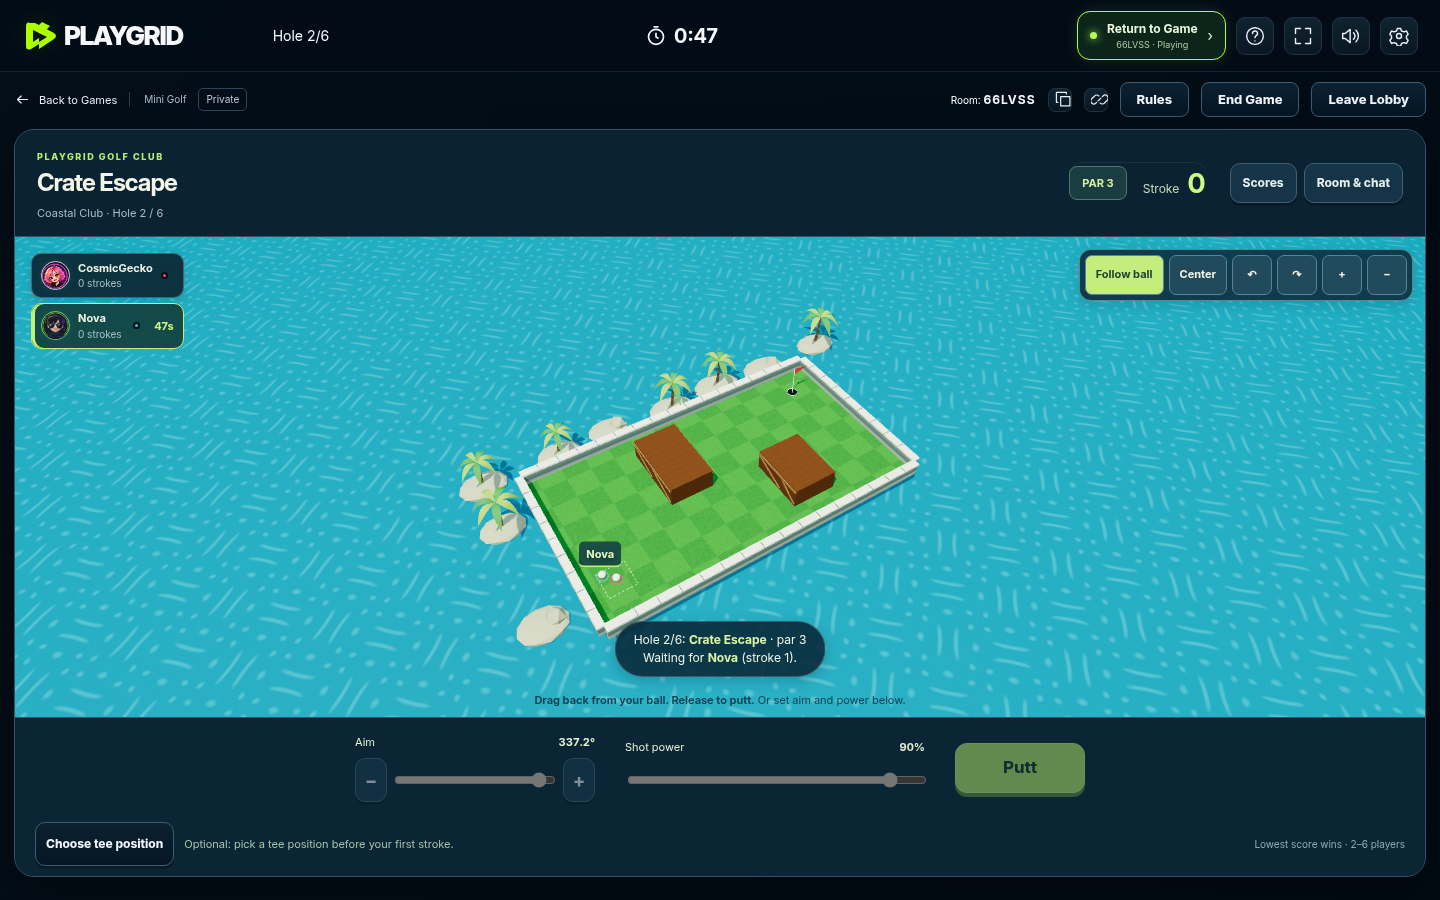 PLAYGRID
Hole 2/6
0:47
Return to Game
66LVSS · Playing
Back to Games
Mini Golf
Private
Room: 66LVSS
Rules
End Game
Leave Lobby
PLAYGRID GOLF CLUB
Crate Escape
Coastal Club · Hole 2 / 6
PAR 3
Stroke 0
Scores
Room & chat
CosmicGecko
0 strokes
Nova
0 strokes
47s
Follow ball
Center
Nova
Hole 2/6: Crate Escape · par 3
Waiting for Nova (stroke 1).
Drag back from your ball. Release to putt. Or set aim and power below.
Aim
337.2°
Shot power
90%
Putt
Choose tee position
Optional: pick a tee position before your first stroke.
Lowest score wins · 2–6 players